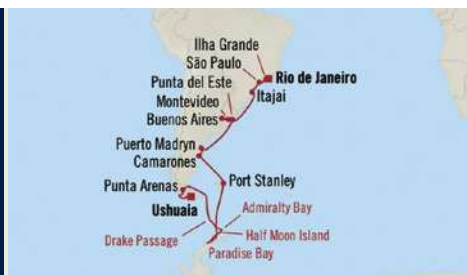 Ilha Grande
São Paulo
Rio de Janeiro
Punta del Este
Itajai
Montevideo
Buenos Aires
Puerto Madryn
Camarones
Punta Arenas
Port Stanley
Ushuaia
Admiralty Bay
Drake Passage
Half Moon Island
Paradise Bay